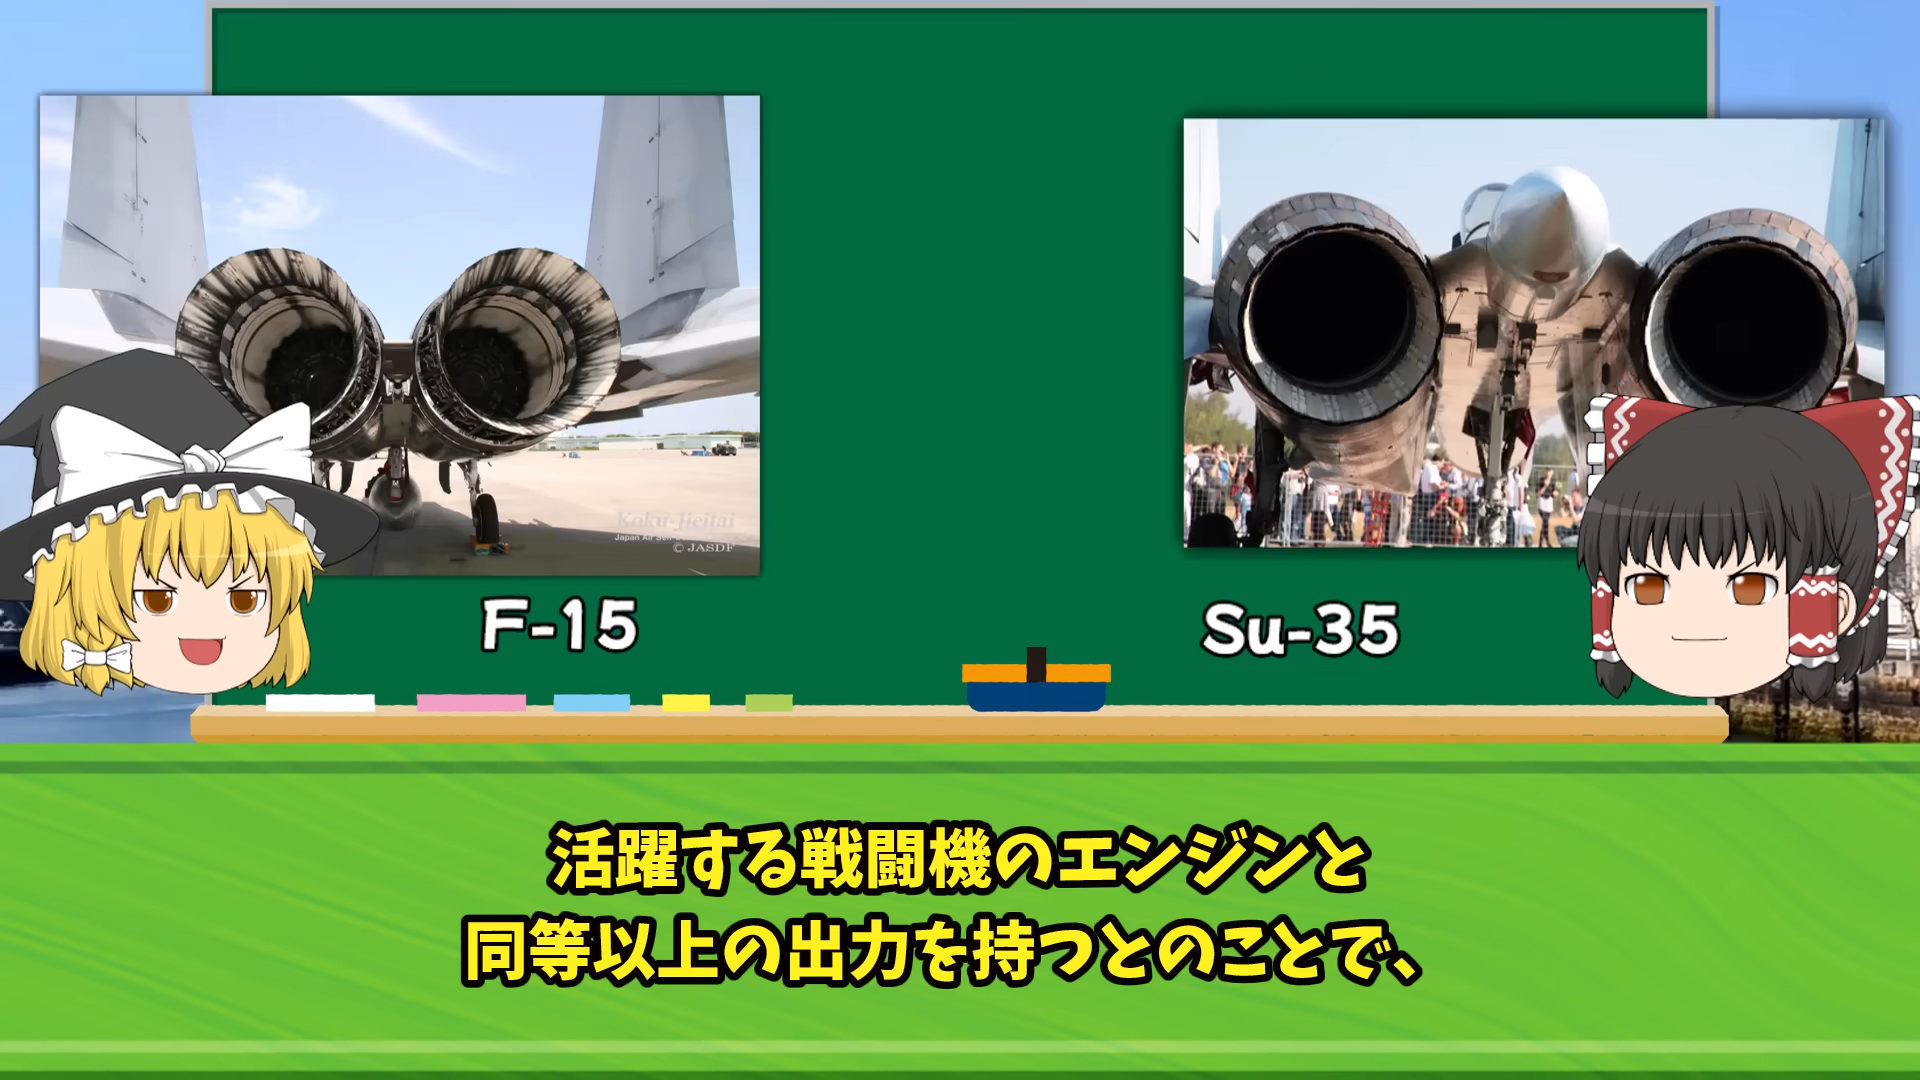 Koku-Jieitai
© JASDF
F-15
Su-35
活躍する戦闘機のエンジンと
同等以上の出力を持つとのことで、